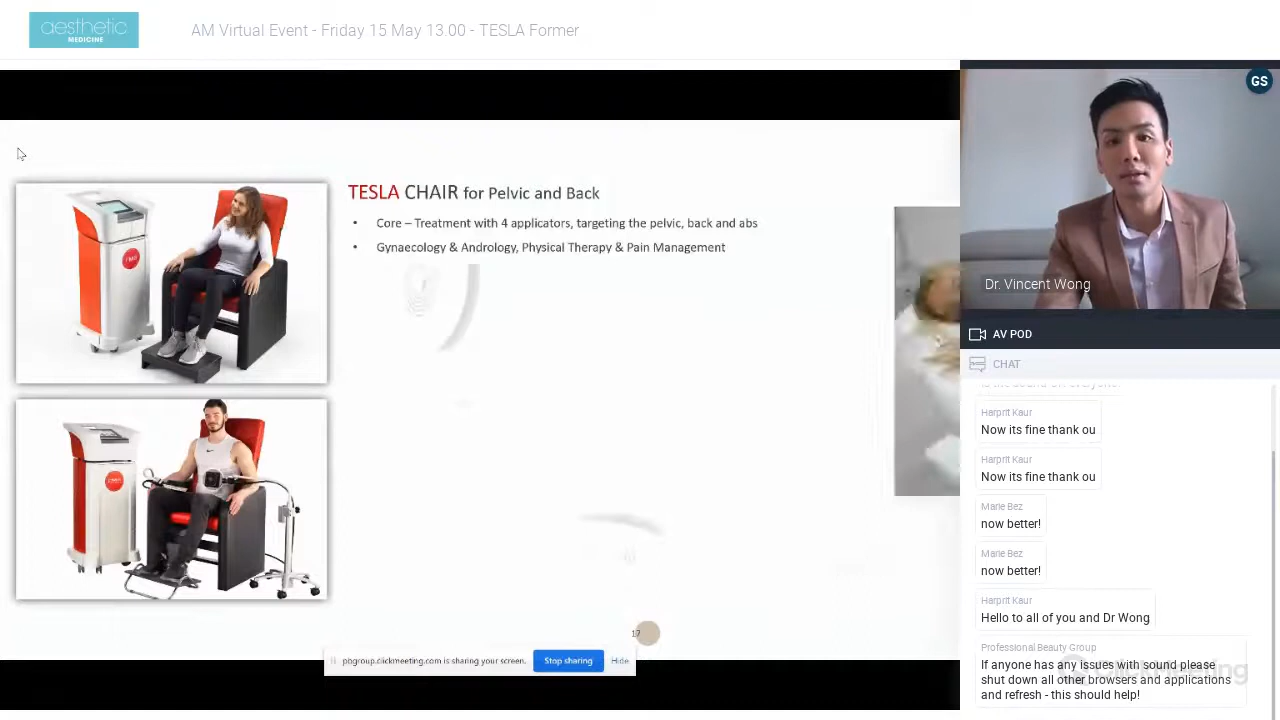 aesthetic
MEDICINE
AM Virtual Event - Friday 15 May 13.00 - TESLA Former
TESLA CHAIR for Pelvic and Back
• Core – Treatment with 4 applicators, targeting the pelvic, back and abs
• Gynaecology & Andrology, Physical Therapy & Pain Management
17
pbgroup.clickmeeting.com is sharing your screen.
Stop sharing
Hide
GS
Dr. Vincent Wong
AV POD
CHAT
Harprit Kaur
Now its fine thank ou
Harprit Kaur
Now its fine thank ou
Marie Bez
now better!
Marie Bez
now better!
Harprit Kaur
Hello to all of you and Dr Wong
Professional Beauty Group
If anyone has any issues with sound please
shut down all other browsers and applications
and refresh - this should help!
ClickMeeting